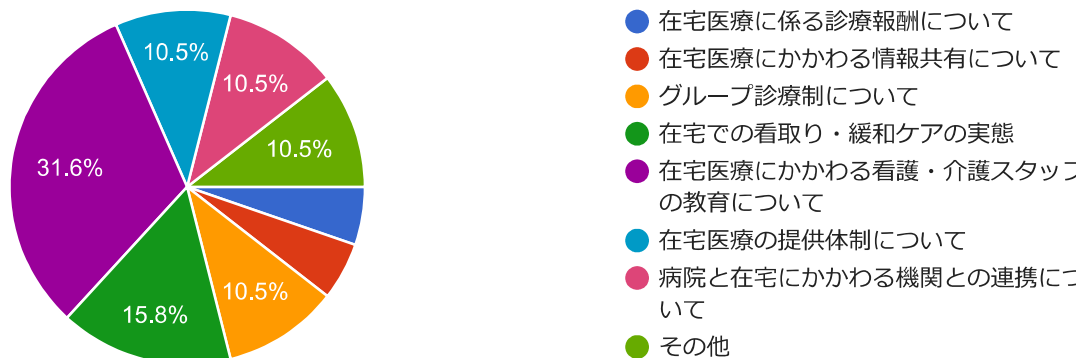 10.5%
10.5%
10.5%
31.6%
15.8%
10.5%
在宅医療に係る診療報酬について
在宅医療にかかわる情報共有について
グループ診療制について
在宅での看取り・緩和ケアの実態
在宅医療にかかわる看護・介護スタッフ
の教育について
在宅医療の提供体制について
病院と在宅にかかわる機関との連携につ
いて
その他